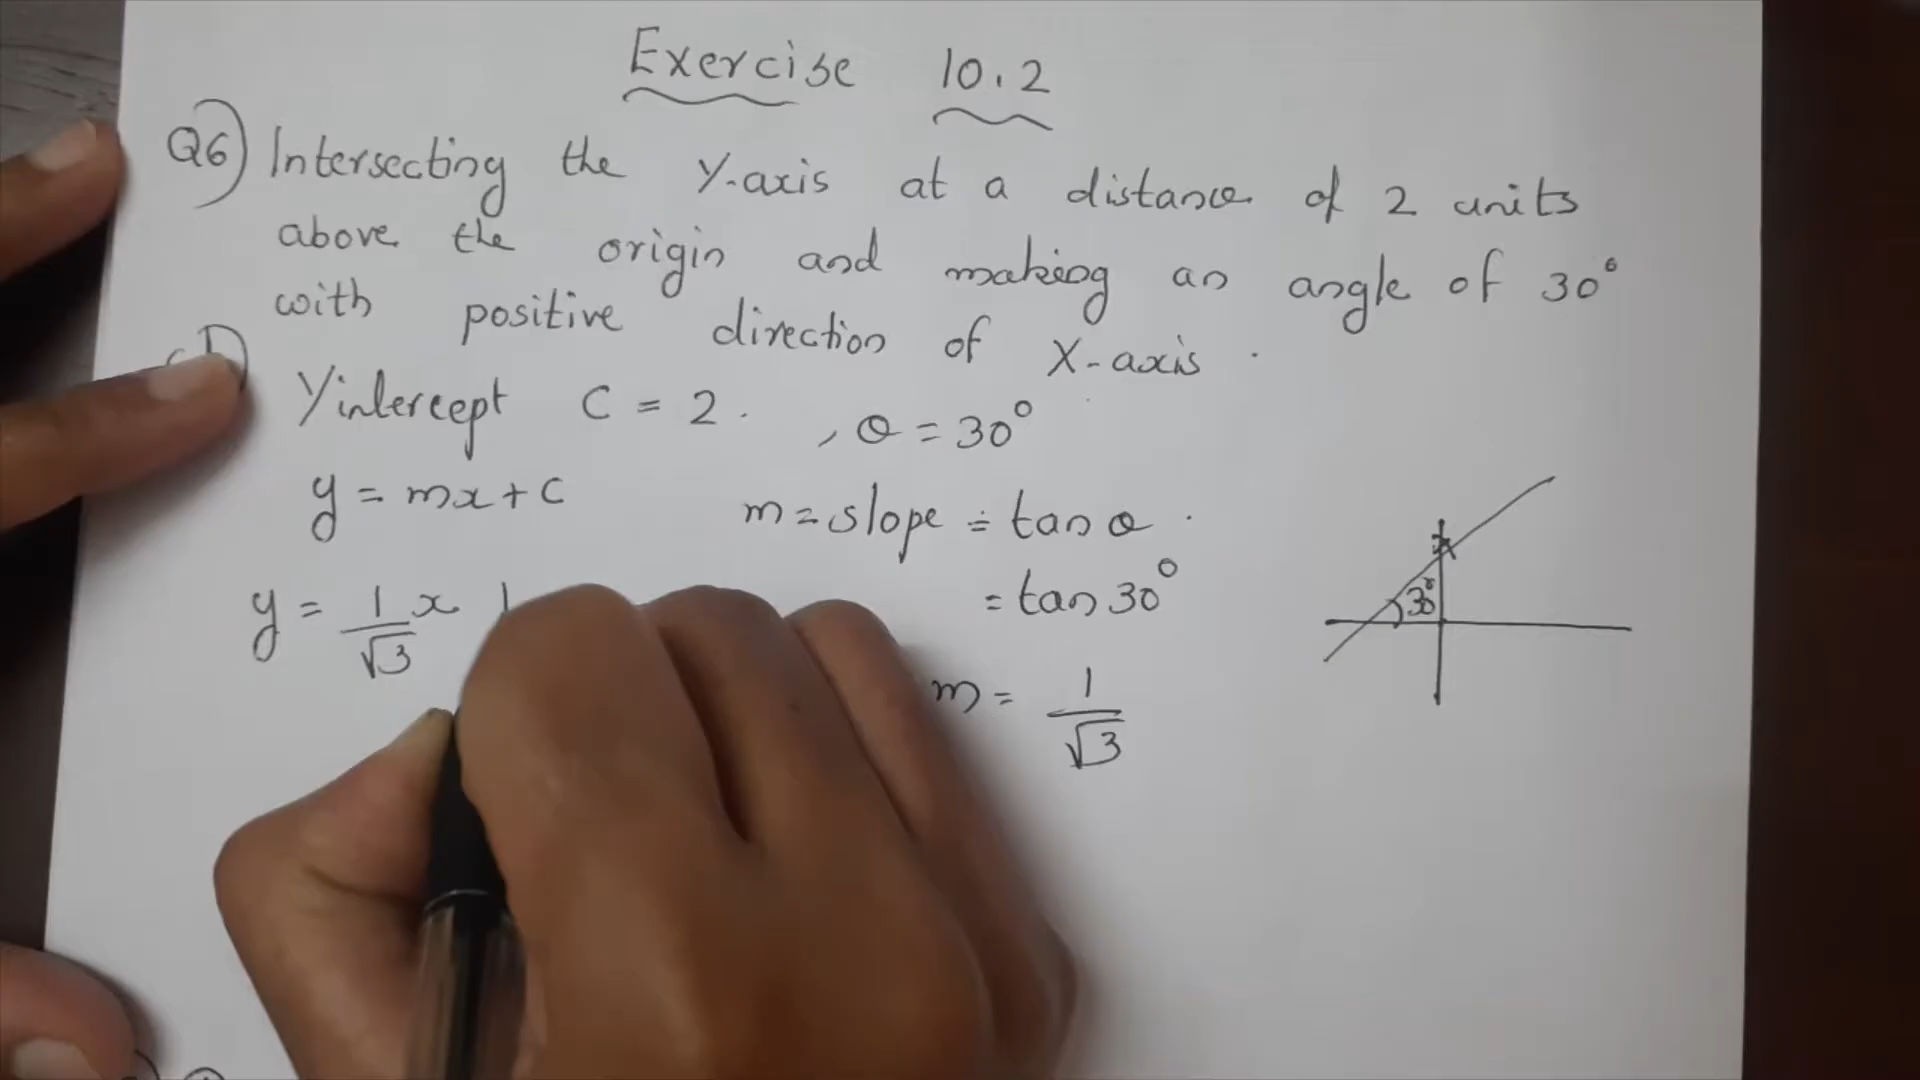 Exercise 10.2
Q6) Intersecting the Y-axis at a distance of 2 units
above the origin and making an angle of 30°
with positive direction of X-axis.
Y intercept C = 2. , θ = 30°
y = mx + c
m = slope = tan θ.
= tan 30°
y = 1/√3 x
m = 1/√3
30°